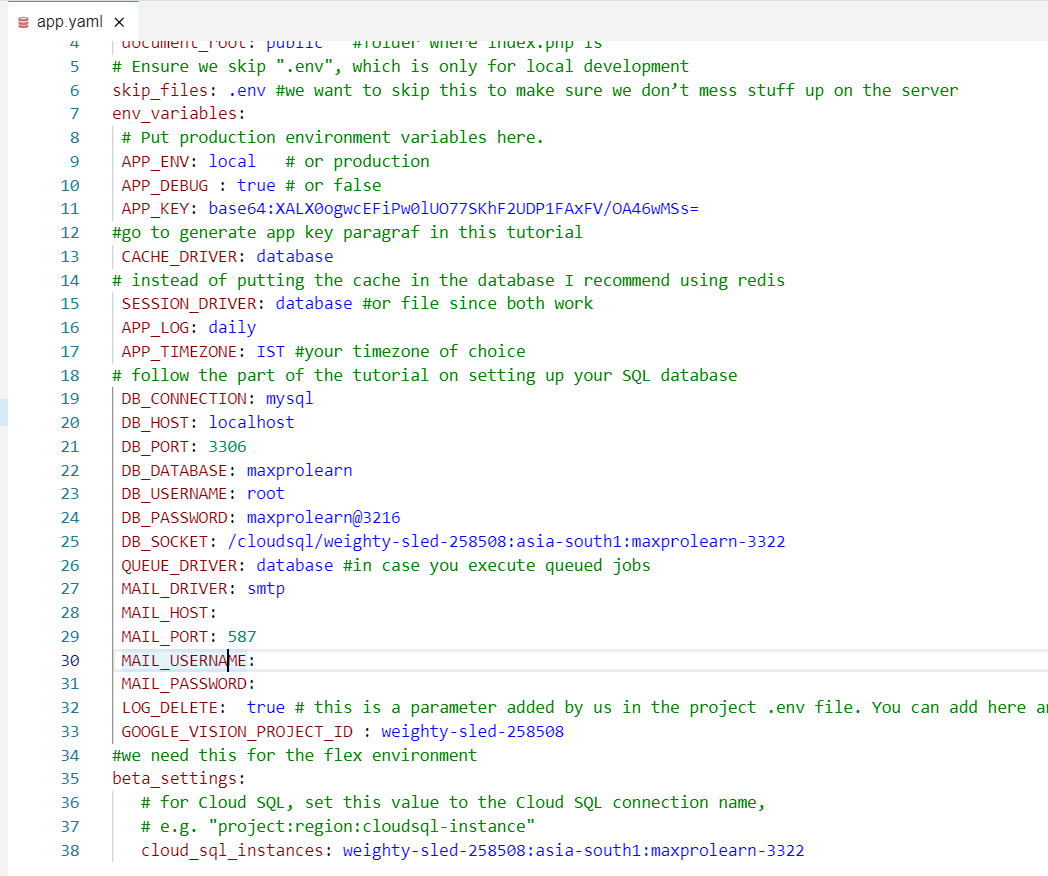 app.yaml ×
4 document_root: public #folder where index.php is
5 # Ensure we skip ".env", which is only for local development
6 skip_files: .env #we want to skip this to make sure we don’t mess stuff up on the server
7 env_variables:
8 # Put production environment variables here.
9 APP_ENV: local # or production
10 APP_DEBUG : true # or false
11 APP_KEY: base64:XALX0ogwcEFiPw0lUO77SKhF2UDP1FAxFV/OA46wMSs=
12 #go to generate app key paragraf in this tutorial
13 CACHE_DRIVER: database
14 # instead of putting the cache in the database I recommend using redis
15 SESSION_DRIVER: database #or file since both work
16 APP_LOG: daily
17 APP_TIMEZONE: IST #your timezone of choice
18 # follow the part of the tutorial on setting up your SQL database
19 DB_CONNECTION: mysql
20 DB_HOST: localhost
21 DB_PORT: 3306
22 DB_DATABASE: maxprolearn
23 DB_USERNAME: root
24 DB_PASSWORD: maxprolearn@3216
25 DB_SOCKET: /cloudsql/weighty-sled-258508:asia-south1:maxprolearn-3322
26 QUEUE_DRIVER: database #in case you execute queued jobs
27 MAIL_DRIVER: smtp
28 MAIL_HOST:
29 MAIL_PORT: 587
30 MAIL_USERNAME:
31 MAIL_PASSWORD:
32 LOG_DELETE: true # this is a parameter added by us in the project .env file. You can add here
33 GOOGLE_VISION_PROJECT_ID : weighty-sled-258508
34 #we need this for the flex environment
35 beta_settings:
36 # for Cloud SQL, set this value to the Cloud SQL connection name,
37 # e.g. "project:region:cloudsql-instance"
38 cloud_sql_instances: weighty-sled-258508:asia-south1:maxprolearn-3322